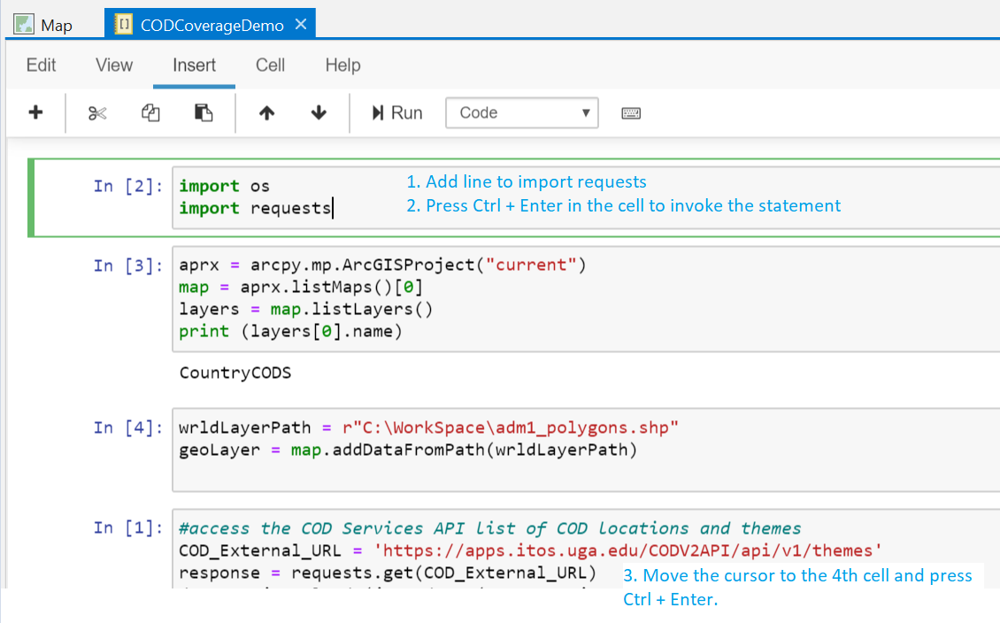 Map CODCoverageDemo
Edit View Insert Cell Help
Run Code
In [2]: import os
import requests
1. Add line to import requests
2. Press Ctrl + Enter in the cell to invoke the statement
In [3]: aprx = arcpy.mp.ArcGISProject("current")
map = aprx.listMaps()[0]
layers = map.listLayers()
print (layers[0].name)
CountryCODS
In [4]: wrldLayerPath = r"C:\WorkSpace\adm1_polygons.shp"
geoLayer = map.addDataFromPath(wrldLayerPath)
In [1]: #access the COD Services API list of COD locations and themes
COD_External_URL = 'https://apps.itos.uga.edu/CODV2API/api/v1/themes'
response = requests.get(COD_External_URL)
3. Move the cursor to the 4th cell and press
Ctrl + Enter.